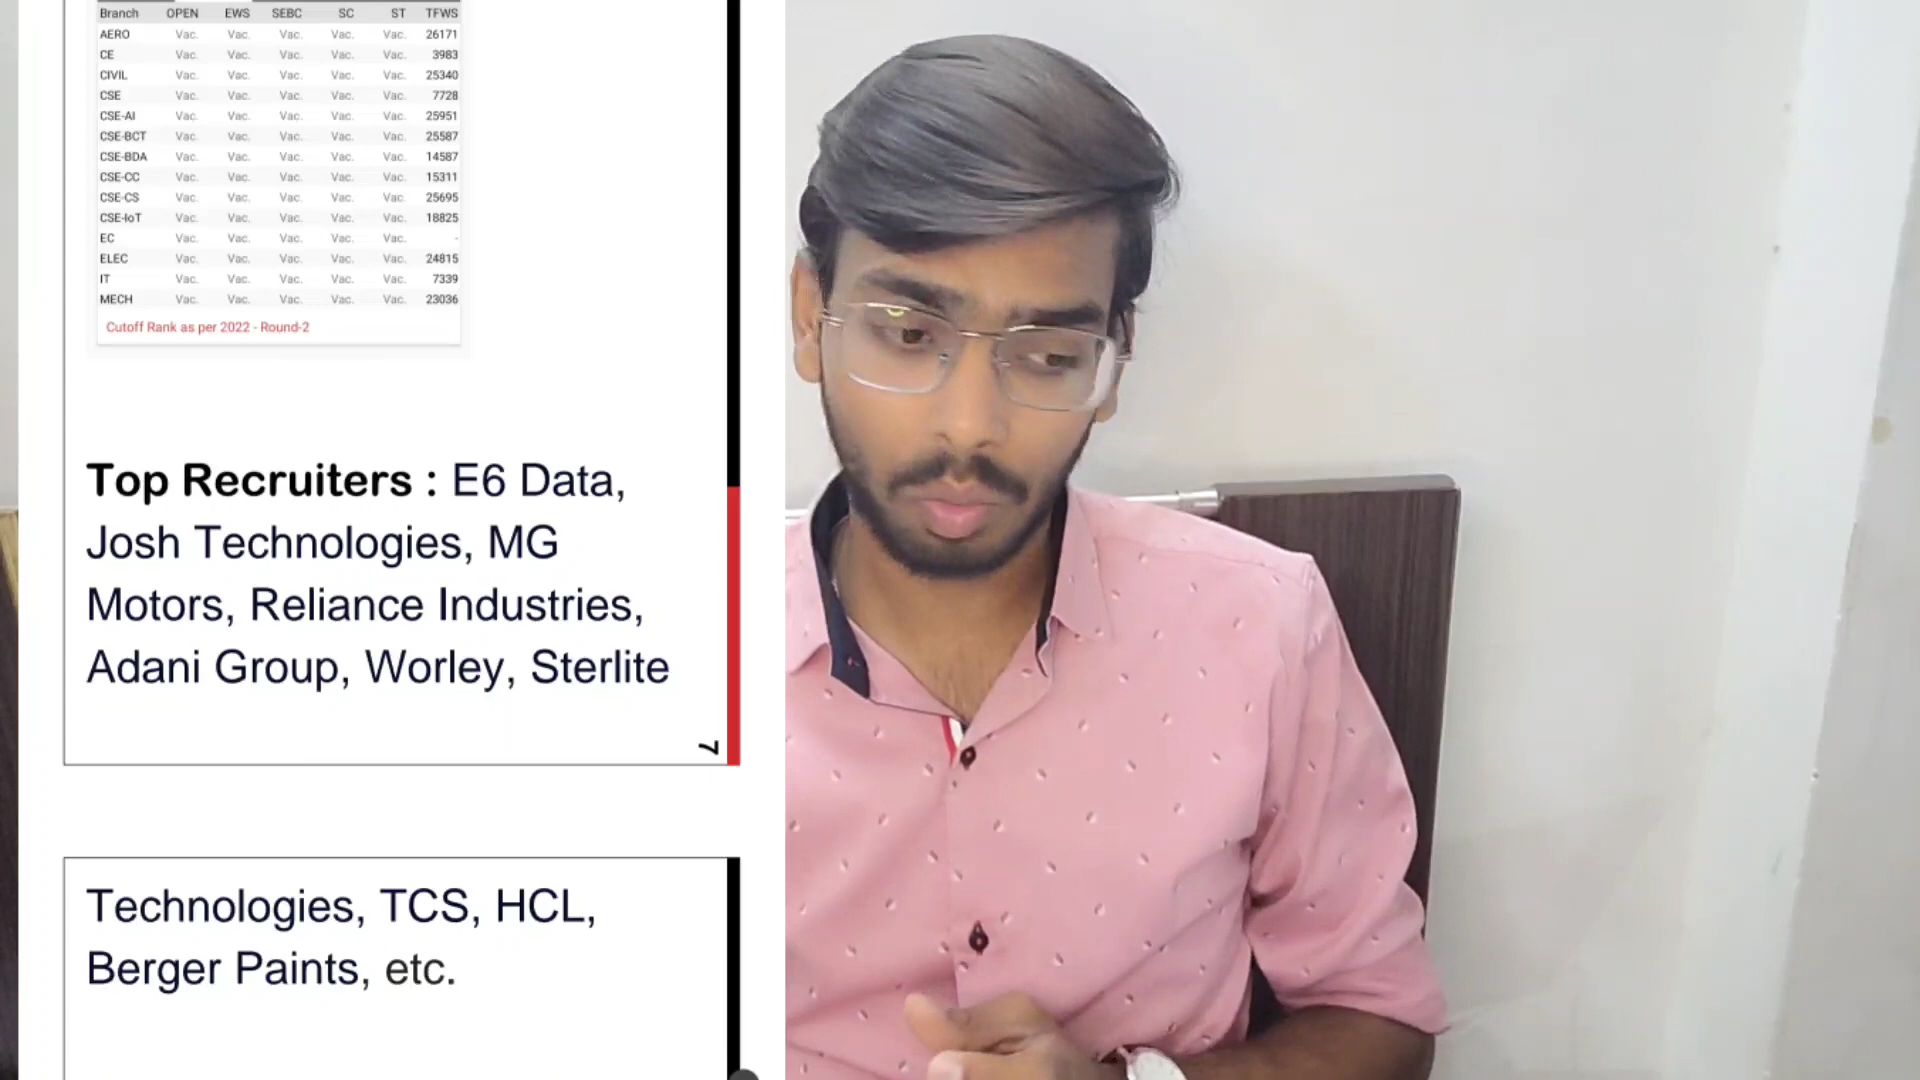 Branch OPEN EWS SEBC SC ST TFWS
AERO Vac. Vac. Vac. Vac. Vac. 26171
CE Vac. Vac. Vac. Vac. Vac. 3983
CIVIL Vac. Vac. Vac. Vac. Vac. 25340
CSE Vac. Vac. Vac. Vac. Vac. 7728
CSE-AI Vac. Vac. Vac. Vac. Vac. 25951
CSE-BCT Vac. Vac. Vac. Vac. Vac. 25587
CSE-BDA Vac. Vac. Vac. Vac. Vac. 14587
CSE-CC Vac. Vac. Vac. Vac. Vac. 15311
CSE-CS Vac. Vac. Vac. Vac. Vac. 25695
CSE-IoT Vac. Vac. Vac. Vac. Vac. 18825
EC Vac. Vac. Vac. Vac. Vac. -
ELEC Vac. Vac. Vac. Vac. Vac. 24815
IT Vac. Vac. Vac. Vac. Vac. 7339
MECH Vac. Vac. Vac. Vac. Vac. 23036
Cutoff Rank as per 2022 - Round-2
Top Recruiters : E6 Data,
Josh Technologies, MG
Motors, Reliance Industries,
Adani Group, Worley, Sterlite
7
Technologies, TCS, HCL,
Berger Paints, etc.